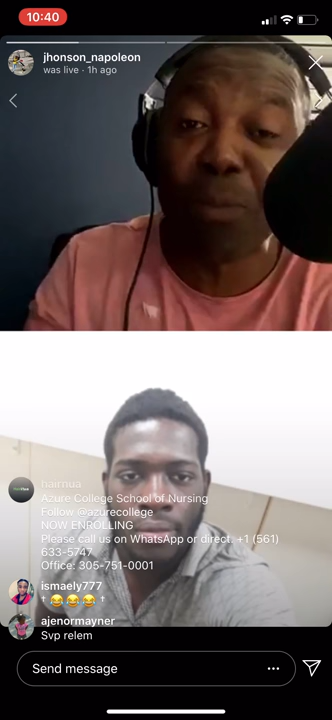 10:40
jhonson_napoleon
was live · 1h ago
hairnua
Azure College School of Nursing
Follow @azurecollege
NOW ENROLLING
Please call us on WhatsApp or direct. +1 (561)
633-5747
Office: 305-751-0001
ismaely777
† 😂 😂 😂 †
ajenormayner
Svp relem
Send message